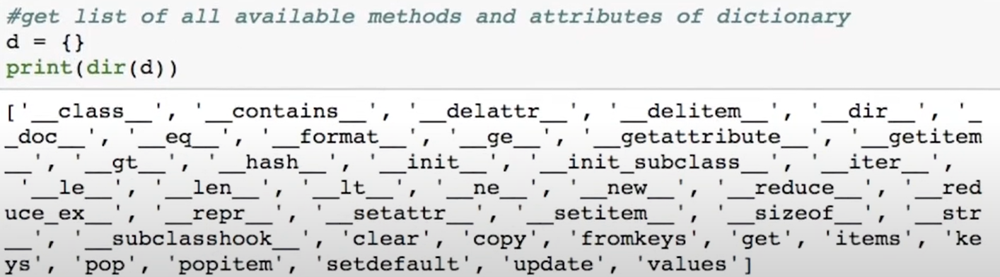 #get list of all available methods and attributes of dictionary
d = {}
print(dir(d))
['__class__', '__contains__', '__delattr__', '__delitem__', '__dir__', '_
_doc__', '__eq__', '__format__', '__ge__', '__getattribute__', '__getitem
__', '__gt__', '__hash__', '__init__', '__init_subclass__', '__iter__',
'__le__', '__len__', '__lt__', '__ne__', '__new__', '__reduce__', '__red
uce_ex__', '__repr__', '__setattr__', '__setitem__', '__sizeof__', '__str
__', '__subclasshook__', 'clear', 'copy', 'fromkeys', 'get', 'items', 'ke
ys', 'pop', 'popitem', 'setdefault', 'update', 'values']